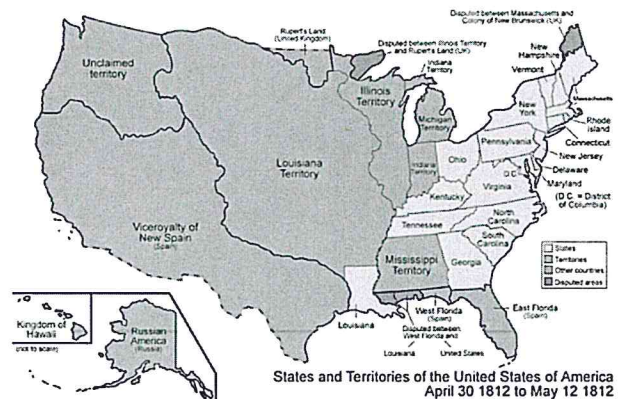 Disputed between Massachusetts and
Colony of New Brunswick (UK)
Rupert's Land
(United Kingdom)
Disputed between Illinois Territory
and Rupert's Land (UK)
Indiana
Territory
New
Hampshire
Vermont
Unclaimed
territory
Illinois
Territory
Michigan
Territory
New
York
Massachusetts
Rhode
Island
Connecticut
New Jersey
Delaware
Maryland
(D.C. = District
of Columbia)
Pennsylvania
Ohio
Indiana
Territory
D.C.
Virginia
Kentucky
Louisiana
Territory
Viceroyalty of
New Spain
(Spain)
Tennessee
North
Carolina
South
Carolina
Mississippi
Territory
Georgia
States
Territories
Other countries
Disputed areas
Louisiana
West Florida
(Spain)
East Florida
(Spain)
Disputed between
West Florida and
Louisiana
United States
Kingdom of
Hawaii
(not to scale)
Russian
America
(Russia)
States and Territories of the United States of America
April 30 1812 to May 12 1812